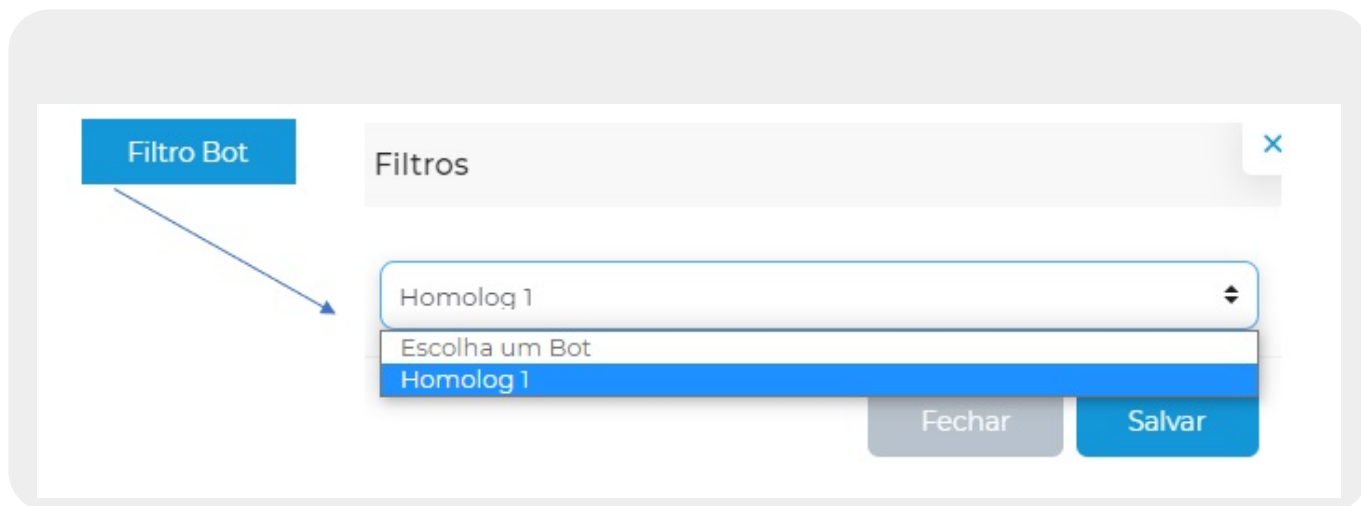 Filtro Bot
Filtros
Homolog 1
Escolha um Bot
Homolog 1
Fechar
Salvar